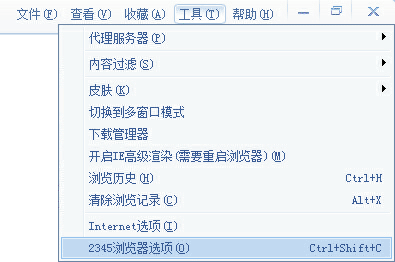 文件(F) 查看(V) 收藏(A) 工具(T) 帮助(H)
代理服务器(P)
内容过滤(S)
皮肤(K)
切换到多窗口模式
下载管理器
开启IE高级渲染(需要重启浏览器)(M)
浏览历史(H) Ctrl+H
清除浏览记录(C) Alt+X
Internet选项(I)
2345浏览器选项(O) Ctrl+Shift+C